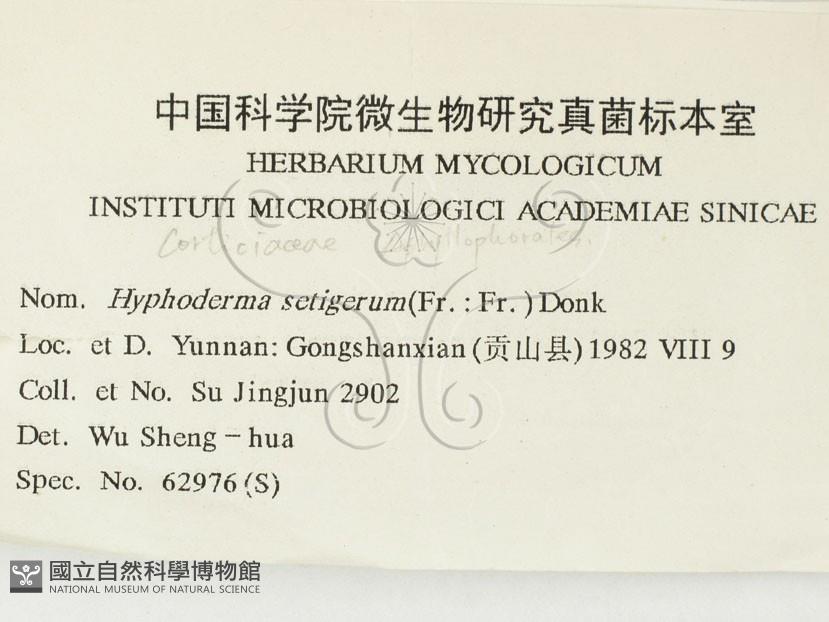 中国科学院微生物研究真菌标本室
HERBARIUM MYCOLOGICUM
INSTITUTI MICROBIOLOGICI ACADEMIAE SINICAE
Corticiaceae Aphyllophorales.
Nom. Hyphoderma setigerum (Fr. : Fr. ) Donk
Loc. et D. Yunnan: Gongshanxian (贡山县) 1982 VIII 9
Coll. et No. Su Jingjun 2902
Det. Wu Sheng - hua
Spec. No. 62976 (S)
國立自然科學博物館
NATIONAL MUSEUM OF NATURAL SCIENCE